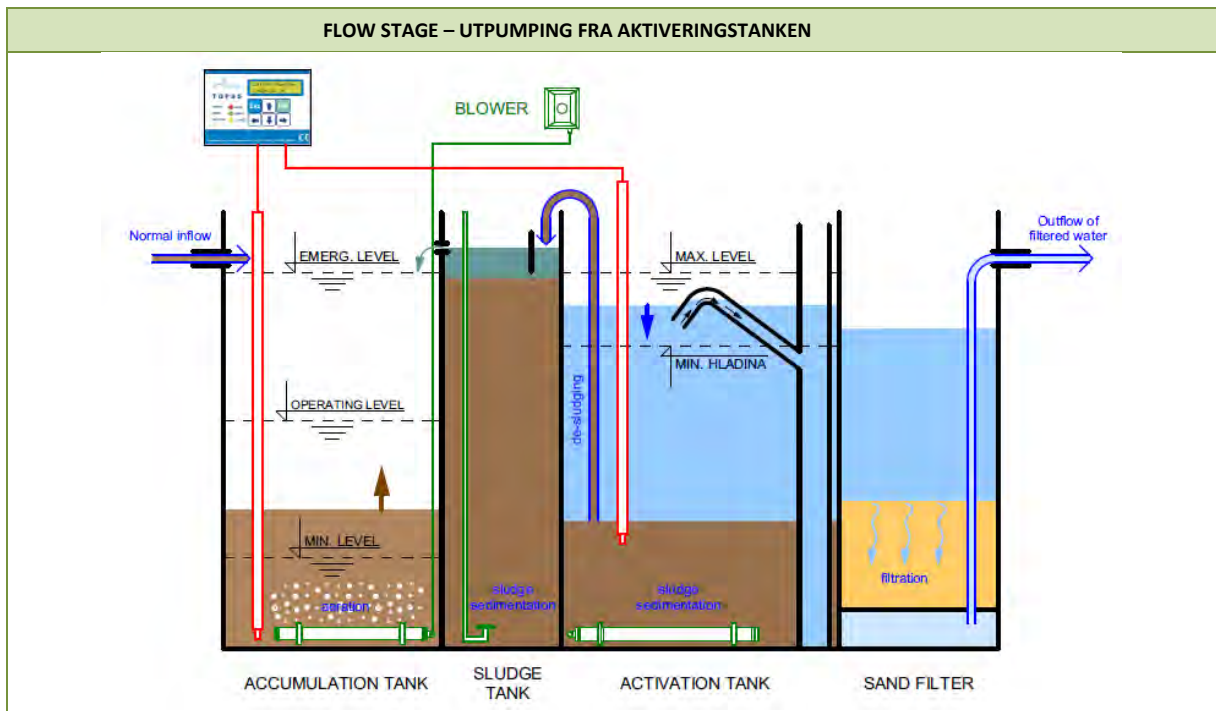 FLOW STAGE – UTPUMPING FRA AKTIVERINGSTANKEN
TOPAS
BLOWER
Normal inflow
EMERG. LEVEL
MAX. LEVEL
Outflow of
filtered water
MIN. HLADINA
OPERATING LEVEL
de-sludging
MIN. LEVEL
aeration
sludge
sedimentation
sludge
sedimentation
filtration
ACCUMULATION TANK
SLUDGE
TANK
ACTIVATION TANK
SAND FILTER